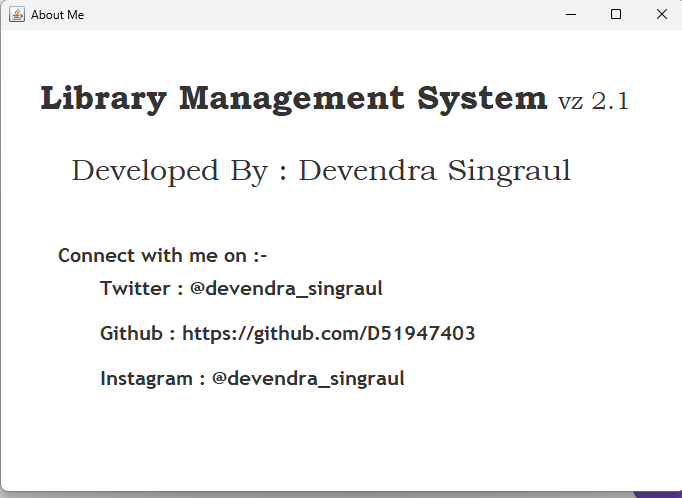 About Me
Library Management System vz 2.1
Developed By : Devendra Singraul
Connect with me on :-
Twitter : @devendra_singraul
Github : https://github.com/D51947403
Instagram : @devendra_singraul